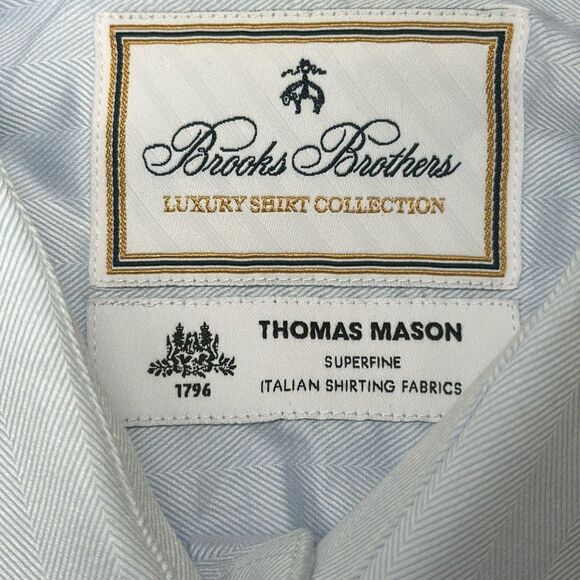 Brooks Brothers
LUXURY SHIRT COLLECTION
THOMAS MASON
SUPERFINE
ITALIAN SHIRTING FABRICS
1796